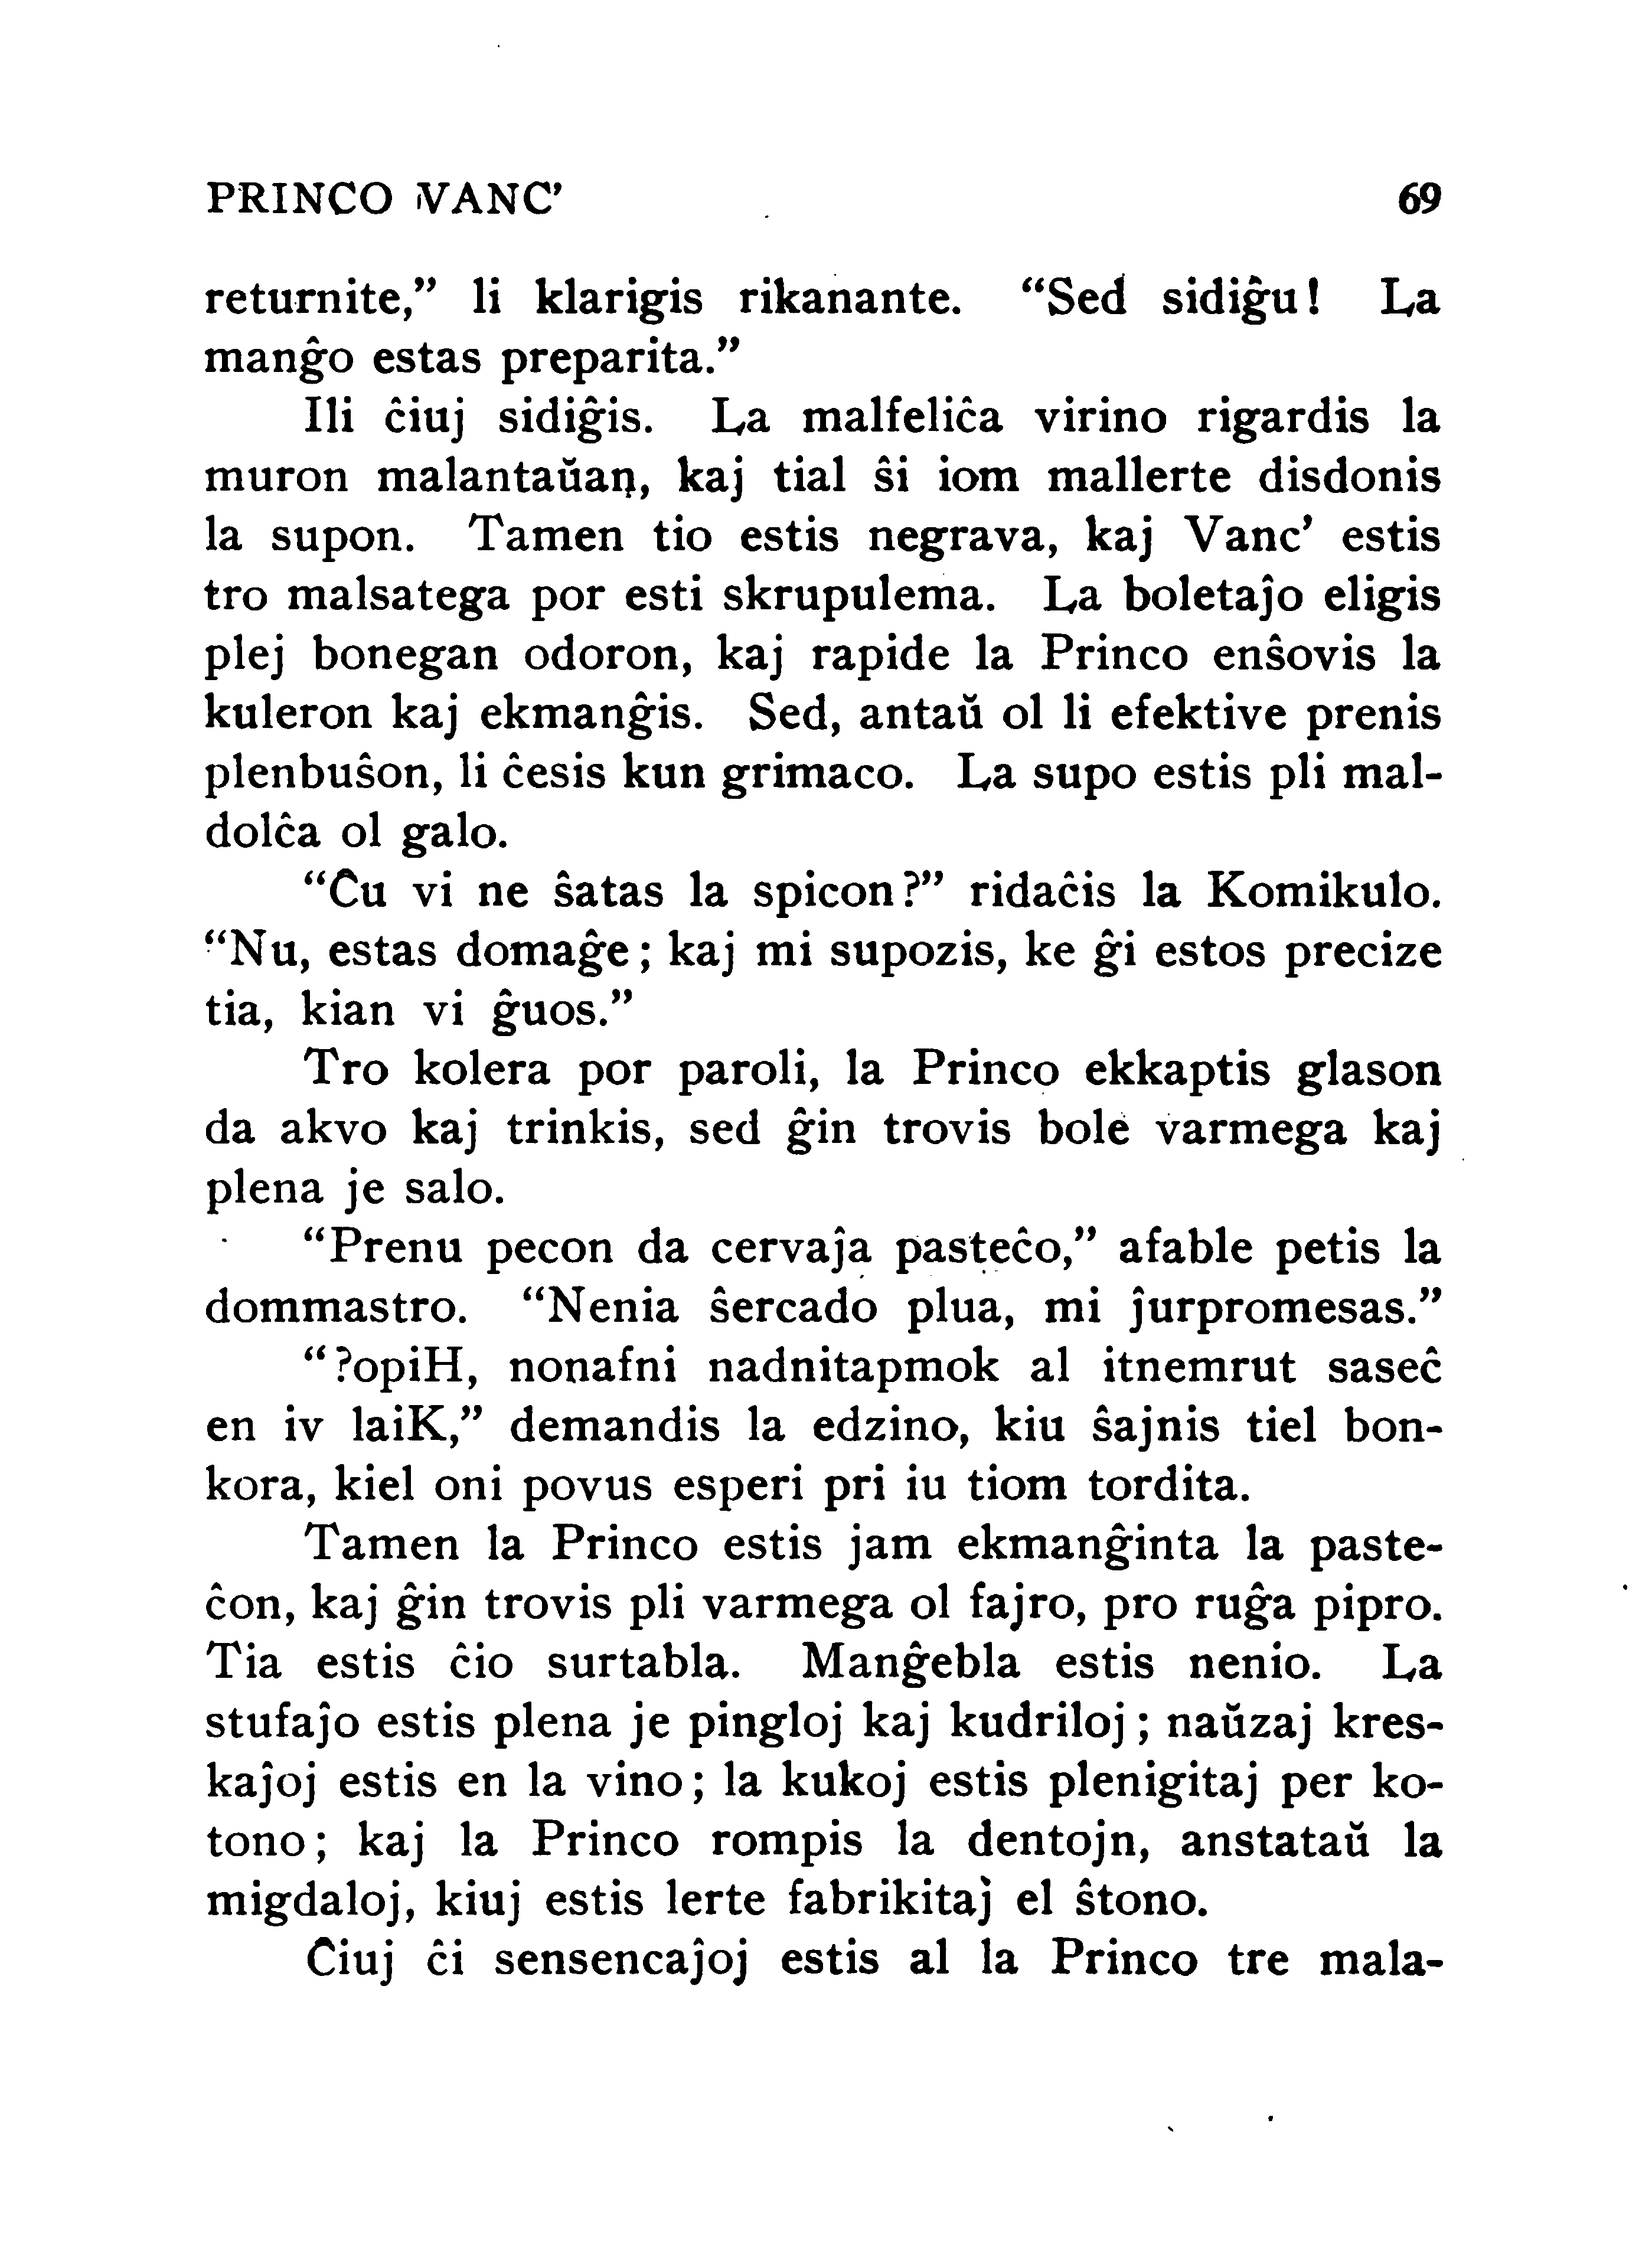 PRINCO VANC’ 69
returnite,” li klarigis rikanante. “Sed sidiĝu! La
manĝo estas preparita.”
Ili ĉiuj sidiĝis. La malfeliĉa virino rigardis la
muron malantaŭan, kaj tial ŝi iom mallerte disdonis
la supon. Tamen tio estis negrava, kaj Vanc’ estis
tro malsatega por esti skrupulema. La boletaĵo eligis
plej bonegan odoron, kaj rapide la Princo enŝovis la
kuleron kaj ekmanĝis. Sed, antaŭ ol li efektive prenis
plenbuŝon, li ĉesis kun grimaco. La supo estis pli mal-
dolĉa ol galo.
“Ĉu vi ne ŝatas la spicon?” ridaĉis la Komikulo.
“Nu, estas domaĝe; kaj mi supozis, ke ĝi estos precize
tia, kian vi ĝuos.”
Tro kolera por paroli, la Princo ekkaptis glason
da akvo kaj trinkis, sed ĝin trovis bole varmega kaj
plena je salo.
“Prenu pecon da cervaĵa pasteĉo,” afable petis la
dommastro. “Nenia ŝercado plua, mi ĵurpromesas.”
“?opiH, nonafni nadnitapmok al itnemrut saseĉ
en iv laiK,” demandis la edzino, kiu ŝajnis tiel bon-
kora, kiel oni povus esperi pri iu tiom tordita.
Tamen la Princo estis jam ekmanĝinta la paste-
ĉon, kaj ĝin trovis pli varmega ol fajro, pro ruĝa pipro.
Tia estis ĉio surtabla. Manĝebla estis nenio. La
stufaĵo estis plena je pingloj kaj kudriloj; naŭzaj kres-
kaĵoj estis en la vino; la kukoj estis plenigitaj per ko-
tono; kaj la Princo rompis la dentojn, anstataŭ la
migdaloj, kiuj estis lerte fabrikitaj el ŝtono.
Ĉiuj ĉi sensencaĵoj estis al la Princo tre mala-